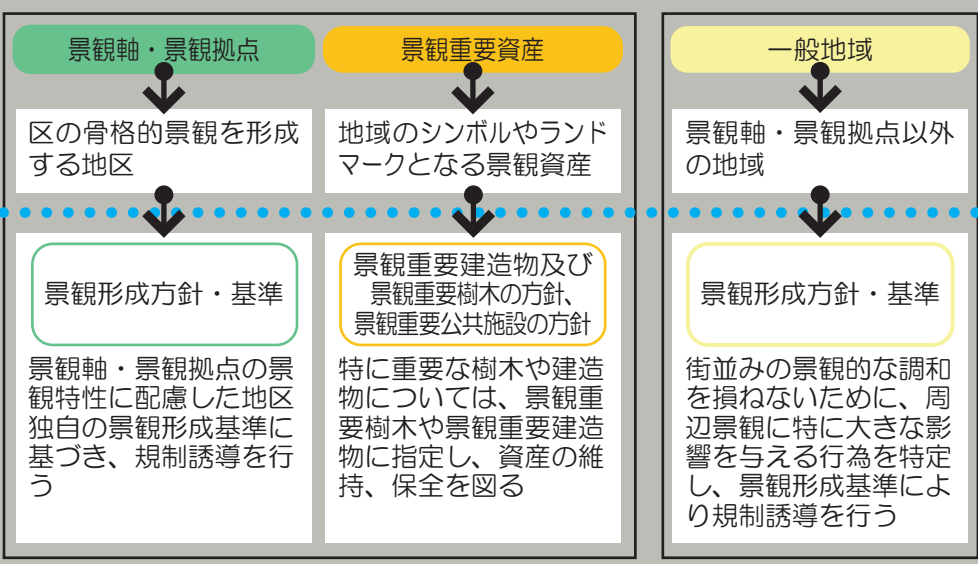 景観軸・景観拠点
区の骨格的景観を形成
する地区
景観形成方針・基準
景観軸・景観拠点の景
観特性に配慮した地区
独自の景観形成基準に
基づき、規制誘導を行
う
景観重要資産
地域のシンボルやランド
マークとなる景観資産
景観重要建造物及び
景観重要樹木の方針、
景観重要公共施設の方針
特に重要な樹木や建造
物については、景観重
要樹木や景観重要建造
物に指定し、資産の維
持、保全を図る
一般地域
景観軸・景観拠点以外
の地域
景観形成方針・基準
街並みの景観的な調和
を損ねないために、周
辺景観に特に大きな影
響を与える行為を特定
し、景観形成基準によ
り規制誘導を行う